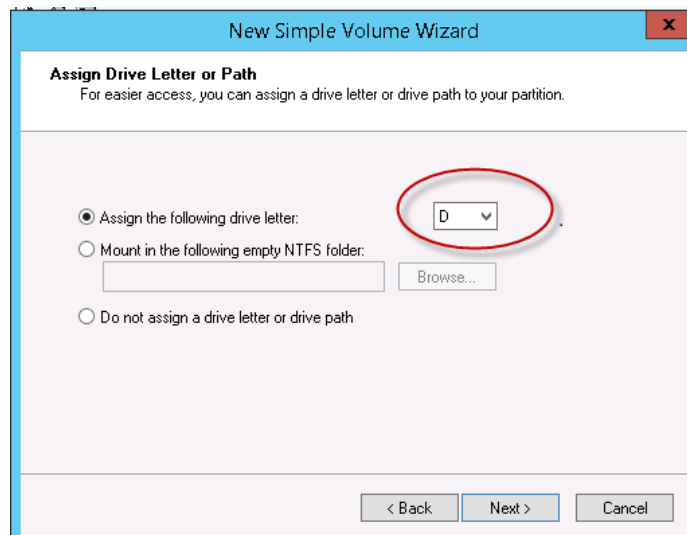 New Simple Volume Wizard
x
Assign Drive Letter or Path
For easier access, you can assign a drive letter or drive path to your partition.
Assign the following drive letter: D .
Mount in the following empty NTFS folder:
Browse...
Do not assign a drive letter or drive path
< Back Next > Cancel